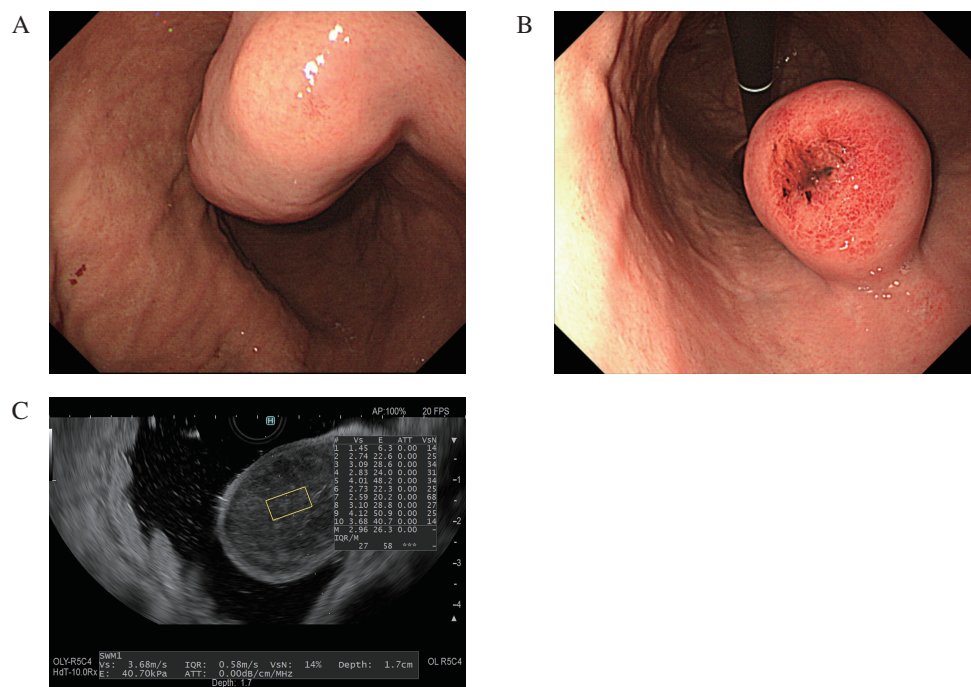 A
B
C
AP:100% 20 FPS
# Vs E ATT VsN
1 1.45 6.3 0.00 14
2 2.74 22.6 0.00 25
3 3.09 28.6 0.00 34
4 2.83 24.0 0.00 31
5 4.01 48.2 0.00 34
6 2.73 22.3 0.00 25
7 2.59 20.2 0.00 68
8 3.10 28.8 0.00 27
9 4.12 50.9 0.00 25
10 3.68 40.7 0.00 14
M 2.96 26.3 0.00 -
IQR/M
27 58 *** -
-1
-2
-3
-4
H
OLY-R5C4
HdT-10.0Rx
SwM1
Vs: 3.68m/s IQR: 0.58m/s VsN: 14% Depth: 1.7cm
E: 40.70kPa ATT: 0.00dB/cm/MHz
OL R5C4
Depth: 1.7